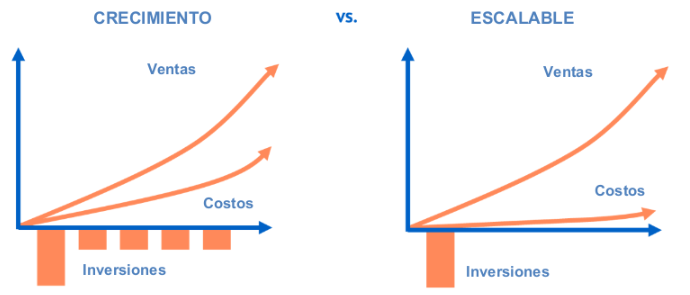 CRECIMIENTO vs. ESCALABLE
Ventas
Costos
Inversiones
Ventas
Costos
Inversiones